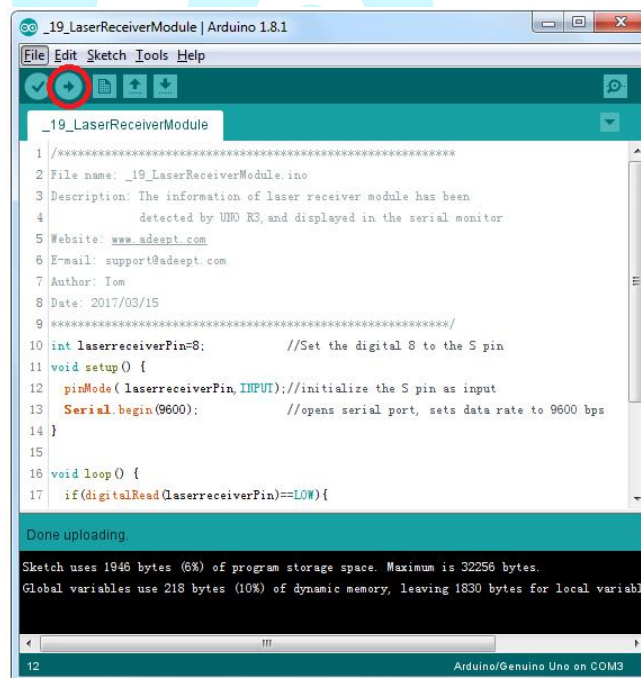 _19_LaserReceiverModule | Arduino 1.8.1
File Edit Sketch Tools Help
_19_LaserReceiverModule
1 /***********************************************************
2 File name: _19_LaserReceiverModule.ino
3 Description: The information of laser receiver module has been
4 detected by UNO R3, and displayed in the serial monitor
5 Website: www.adeept.com
6 E-mail: support@adeept.com
7 Author: Tom
8 Date: 2017/03/15
9 ***********************************************************/
10 int laserreceiverPin=8; //Set the digital 8 to the S pin
11 void setup() {
12 pinMode( laserreceiverPin,INPUT);//initialize the S pin as input
13 Serial.begin(9600); //opens serial port, sets data rate to 9600 bps
14 }
15
16 void loop() {
17 if(digitalRead(laserreceiverPin)==LOW){
Done uploading.
Sketch uses 1946 bytes (6%) of program storage space. Maximum is 32256 bytes.
Global variables use 218 bytes (10%) of dynamic memory, leaving 1830 bytes for local variabl
12 Arduino/Genuino Uno on COM3